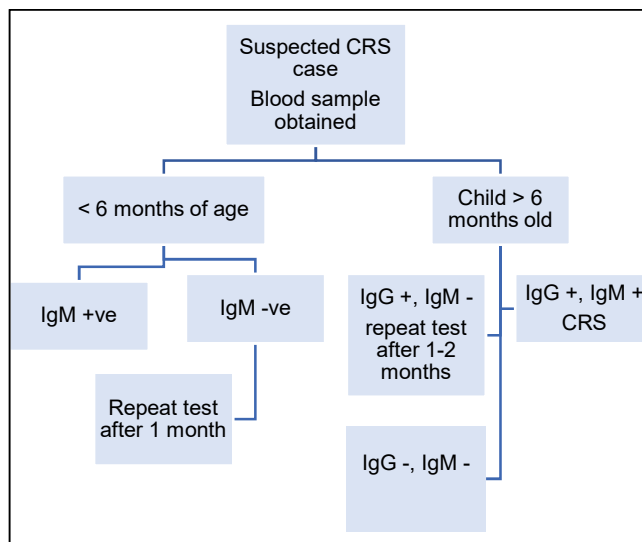 Suspected CRS
case
Blood sample
obtained
< 6 months of age
Child > 6
months old
IgM +ve
IgM -ve
IgG +, IgM -
repeat test
after 1-2
months
IgG +, IgM +
CRS
Repeat test
after 1 month
IgG -, IgM -